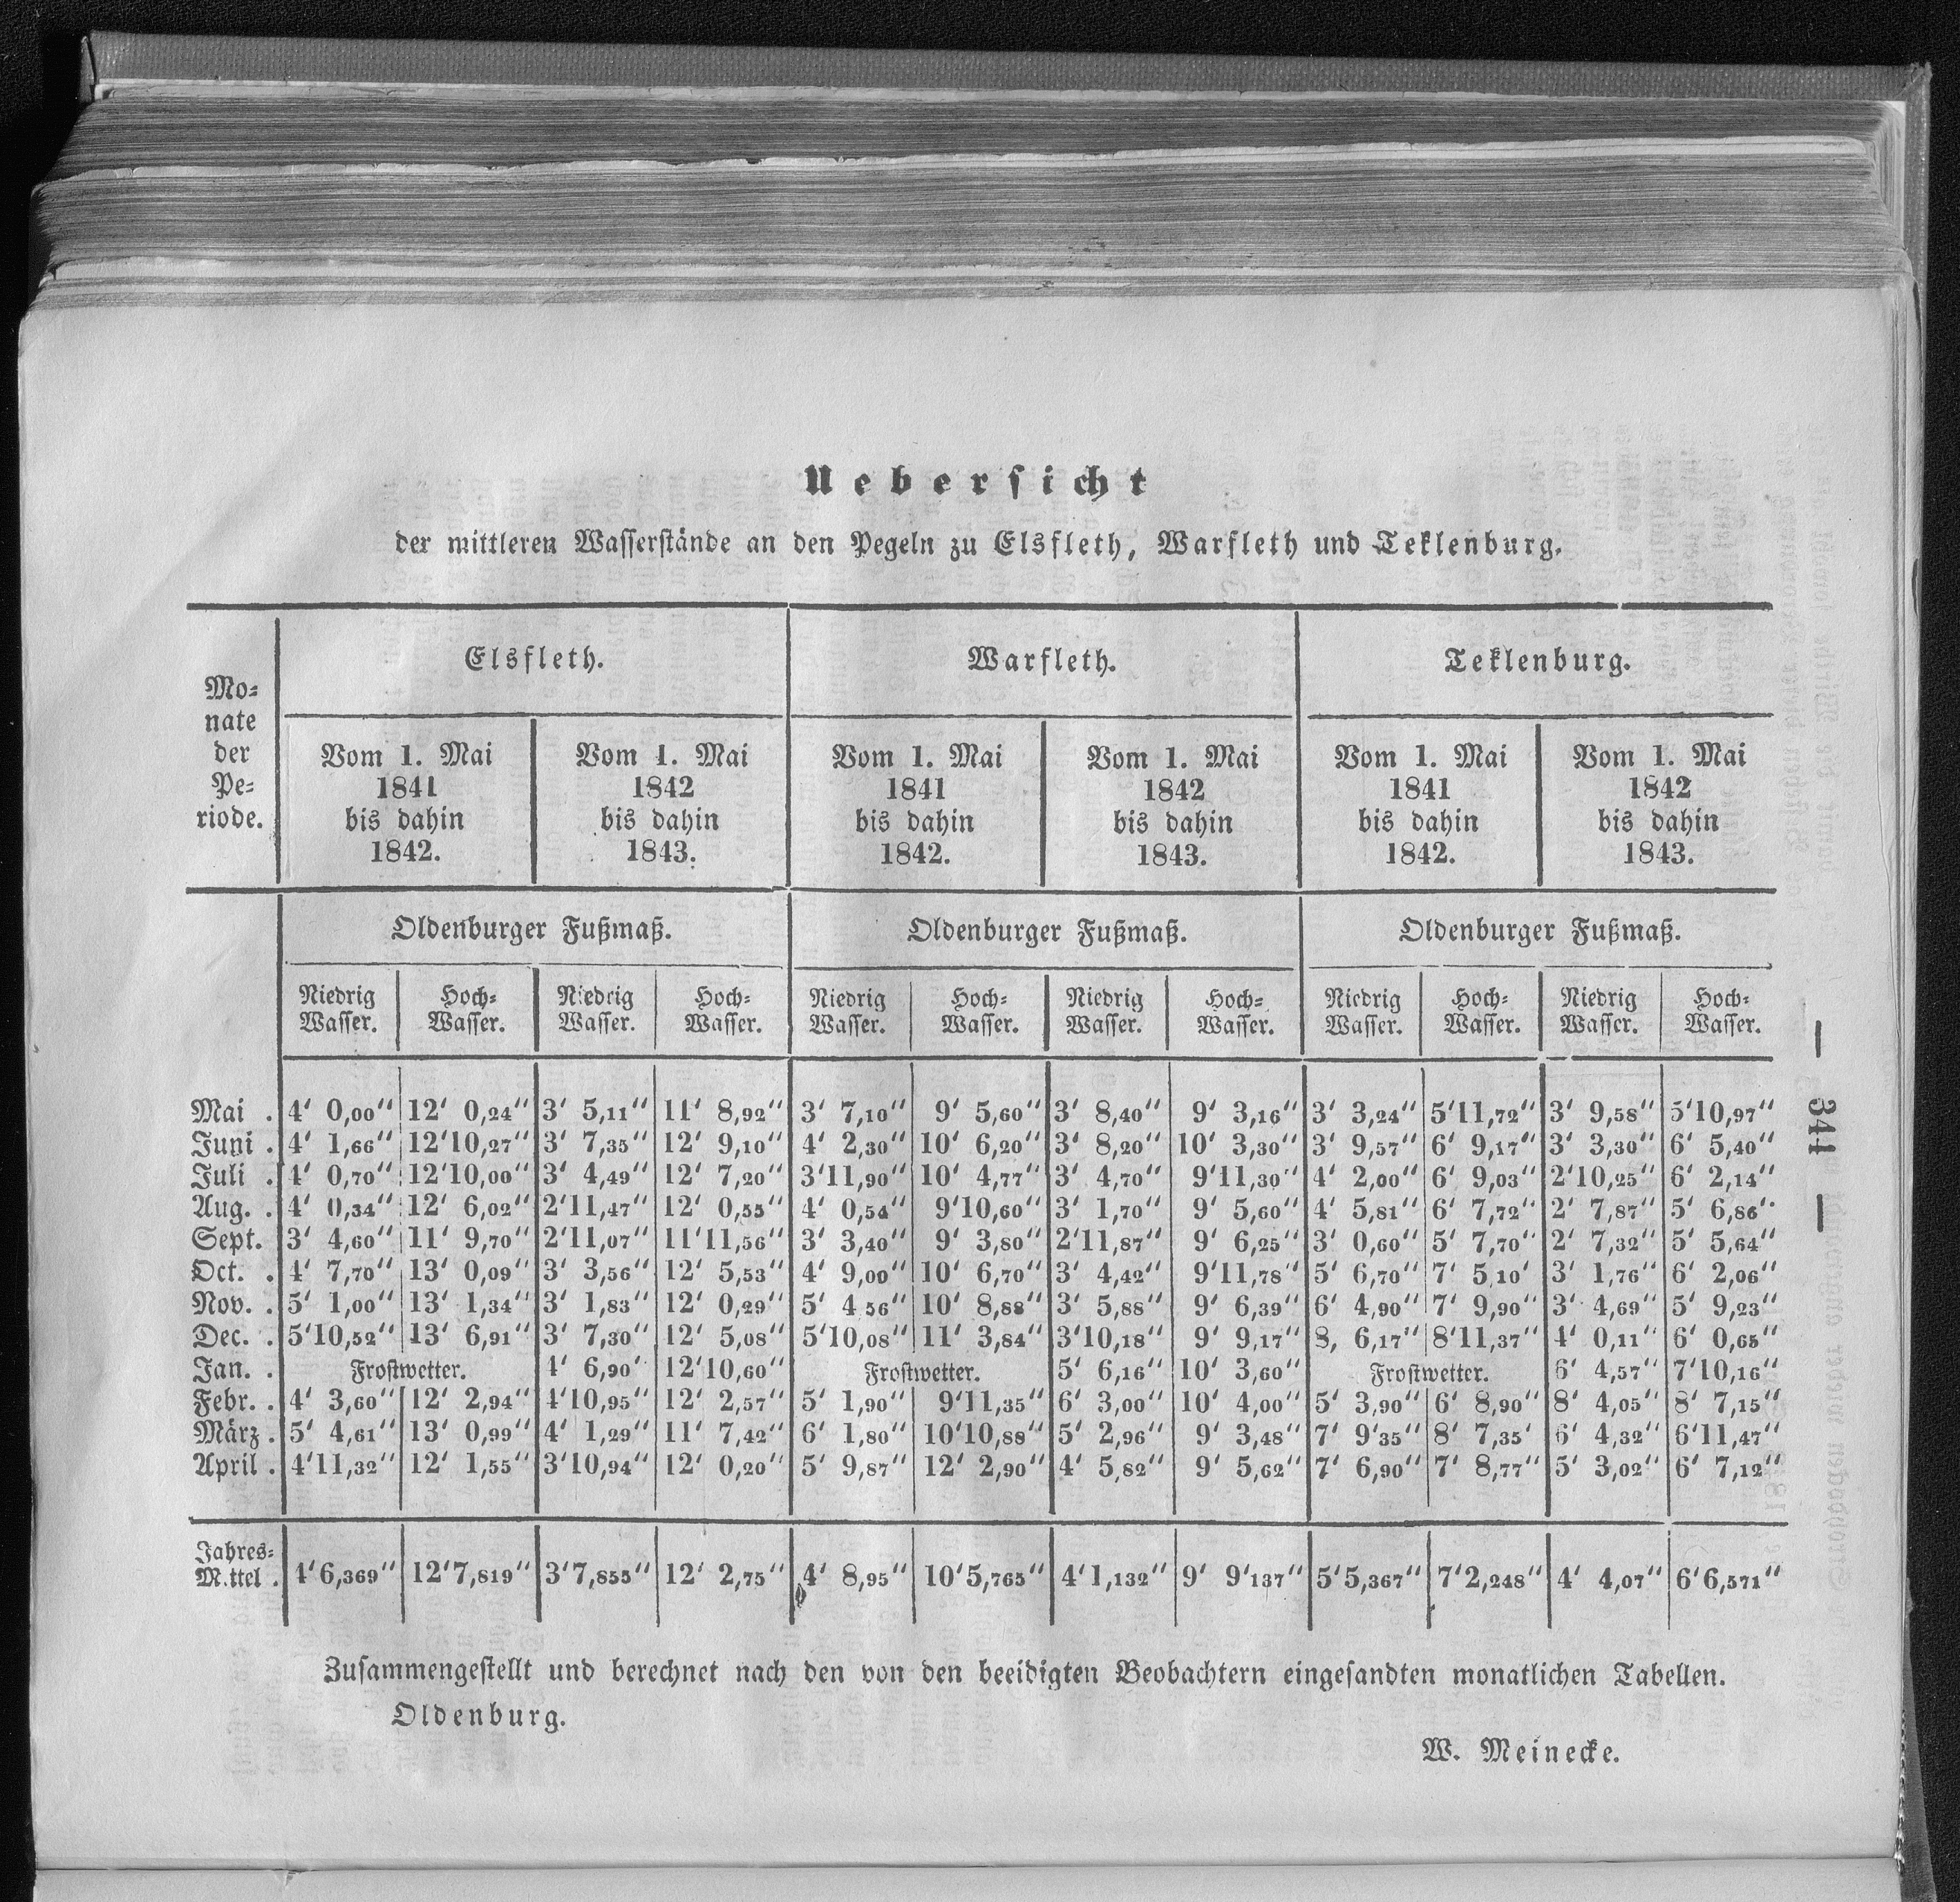 Uebersicht
der mittleren Wasserstände an den Pegeln zu Elsfleth, Warfleth und Teklenburg.
Mo-
nate
der
Pe-
riode.
Elsfleth. Warfleth. Teklenburg.
Vom 1. Mai Vom 1. Mai Vom 1. Mai Vom 1. Mai Vom 1. Mai Vom 1. Mai
1841 1842 1841 1842 1841 1842
bis dahin bis dahin bis dahin bis dahin bis dahin bis dahin
1842. 1843. 1842. 1843. 1842. 1843.
Oldenburger Fußmaß. Oldenburger Fußmaß. Oldenburger Fußmaß.
Niedrig Hoch- Niedrig Hoch- Niedrig Hoch- Niedrig Hoch- Niedrig Hoch- Niedrig Hoch-
Wasser. Wasser. Wasser. Wasser. Wasser. Wasser. Wasser. Wasser. Wasser. Wasser. Wasser. Wasser.
Mai . 4' 0,00" 12' 0,24" 3' 5,11" 11' 8,92" 3' 7,10" 9' 5,60" 3' 8,40" 9' 3,16" 3' 3,24" 5'11,72" 3' 9,58" 5'10,97"
Juni . 4' 1,66" 12'10,27" 3' 7,35" 12' 9,10" 4' 2,30" 10' 6,20" 3' 8,20" 10' 3,30" 3' 9,57" 6' 9,17" 3' 3,30" 6' 5,40"
Juli . 4' 0,70" 12'10,00" 3' 4,49" 12' 7,20" 3'11,90" 10' 4,77" 3' 4,70" 9'11,30" 4' 2,00" 6' 9,03" 2'10,25" 6' 2,14"
Aug. . 4' 0,34" 12' 6,02" 2'11,47" 12' 0,55" 4' 0,54" 9'10,60" 3' 1,70" 9' 5,60" 4' 5,81" 6' 7,72" 2' 7,87" 5' 6,86"
Sept. 3' 4,60" 11' 9,70" 2'11,07" 11'11,56" 3' 3,40" 9' 3,80" 2'11,87" 9' 6,25" 3' 0,60" 5' 7,70" 2' 7,32" 5' 5,64"
Oct. . 4' 7,70" 13' 0,09" 3' 3,56" 12' 5,53" 4' 9,00" 10' 6,70" 3' 4,42" 9'11,78" 5' 6,70" 7' 5,10' 3' 1,76" 6' 2,06"
Nov. . 5' 1,00" 13' 1,34" 3' 1,83" 12' 0,29" 5' 4 56" 10' 8,88" 3' 5,88" 9' 6,39" 6' 4,90" 7' 9,90" 3' 4,69" 5' 9,23"
Dec. . 5'10,52" 13' 6,91" 3' 7,30" 12' 5,08" 5'10,08" 11' 3,84" 3'10,18" 9' 9,17" 8, 6,17" 8'11,37" 4' 0,11" 6' 0,65"
Jan. . Frostwetter. 4' 6,90" 12'10,60" Frostwetter. 5' 6,16" 10' 3,60" Frostwetter. 6' 4,57" 7'10,16"
Febr. . 4' 3,60" 12' 2,94" 4'10,95" 12' 2,57" 5' 1,90" 9'11,35" 6' 3,00" 10' 4,00" 5' 3,90" 6' 8,90" 8' 4,05" 8' 7,15"
März . 5' 4,61" 13' 0,99" 4' 1,29" 11' 7,42" 6' 1,80" 10'10,88" 5' 2,96" 9' 3,48" 7' 9'35" 8' 7,35' 6' 4,32" 6'11,47"
April . 4'11,32" 12' 1,55" 3'10,94" 12' 0,20" 5' 9,87" 12' 2,90" 4' 5,82" 9' 5,62" 7' 6,90" 7' 8,77" 5' 3,02" 6' 7,12"
Jahres-
Mittel . 4'6,369" 12'7,819" 3'7,855" 12' 2,75" 4' 8,95" 10'5,765" 4'1,132" 9' 9'137" 5'5,367" 7'2,248" 4' 4,07" 6'6,571"
Zusammengestellt und berechnet nach den von den beeidigten Beobachtern eingesandten monatlichen Tabellen.
Oldenburg.
W. Meinecke.
— 341 —